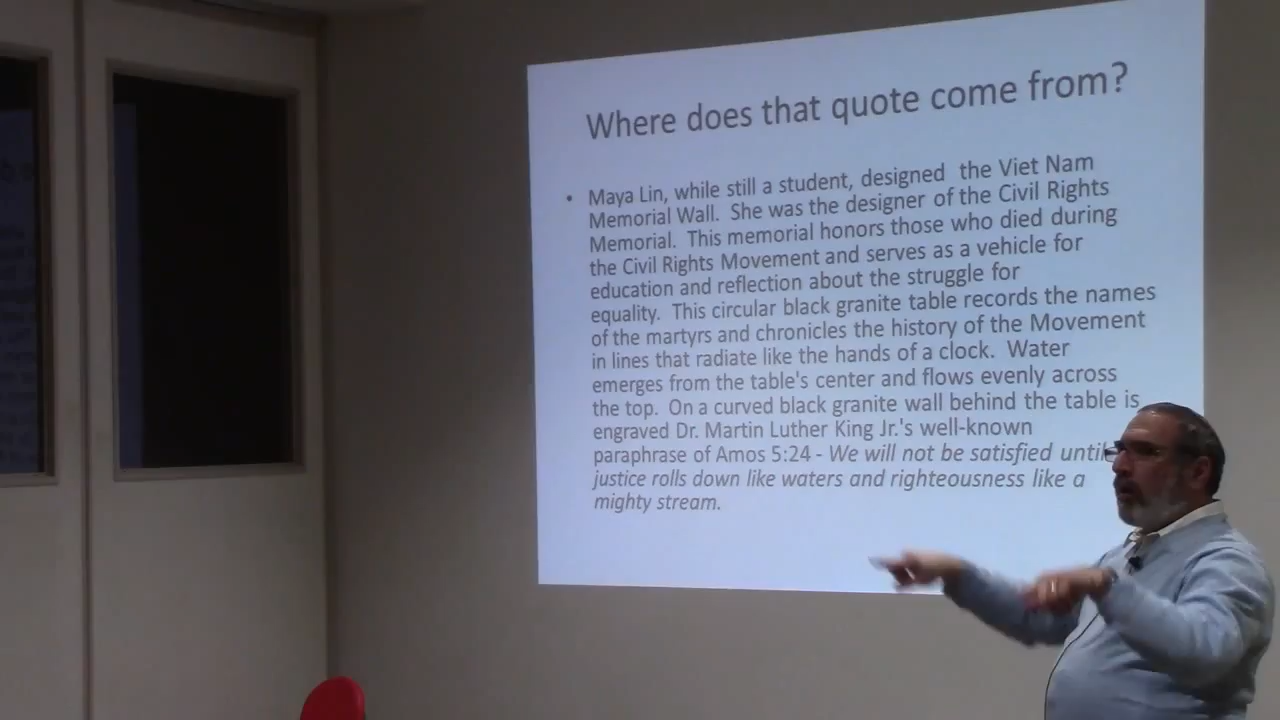 Where does that quote come from?
• Maya Lin, while still a student, designed the Viet Nam
Memorial Wall. She was the designer of the Civil Rights
Memorial. This memorial honors those who died during
the Civil Rights Movement and serves as a vehicle for
education and reflection about the struggle for
equality. This circular black granite table records the names
of the martyrs and chronicles the history of the Movement
in lines that radiate like the hands of a clock. Water
emerges from the table's center and flows evenly across
the top. On a curved black granite wall behind the table is
engraved Dr. Martin Luther King Jr.'s well-known
paraphrase of Amos 5:24 - We will not be satisfied until
justice rolls down like waters and righteousness like a
mighty stream.